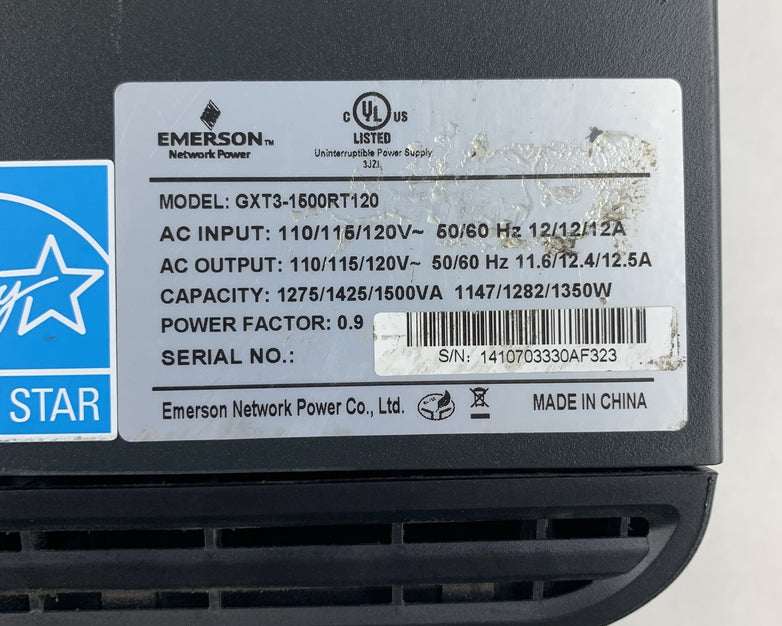 EMERSON™
Network Power
C UL US
LISTED
Uninterruptible Power Supply
3JZL
MODEL: GXT3-1500RT120
AC INPUT: 110/115/120V~ 50/60 Hz 12/12/12A
AC OUTPUT: 110/115/120V~ 50/60 Hz 11.6/12.4/12.5A
CAPACITY: 1275/1425/1500VA 1147/1282/1350W
POWER FACTOR: 0.9
SERIAL NO.:
S/N: 1410703330AF323
Emerson Network Power Co., Ltd.
MADE IN CHINA
y
STAR